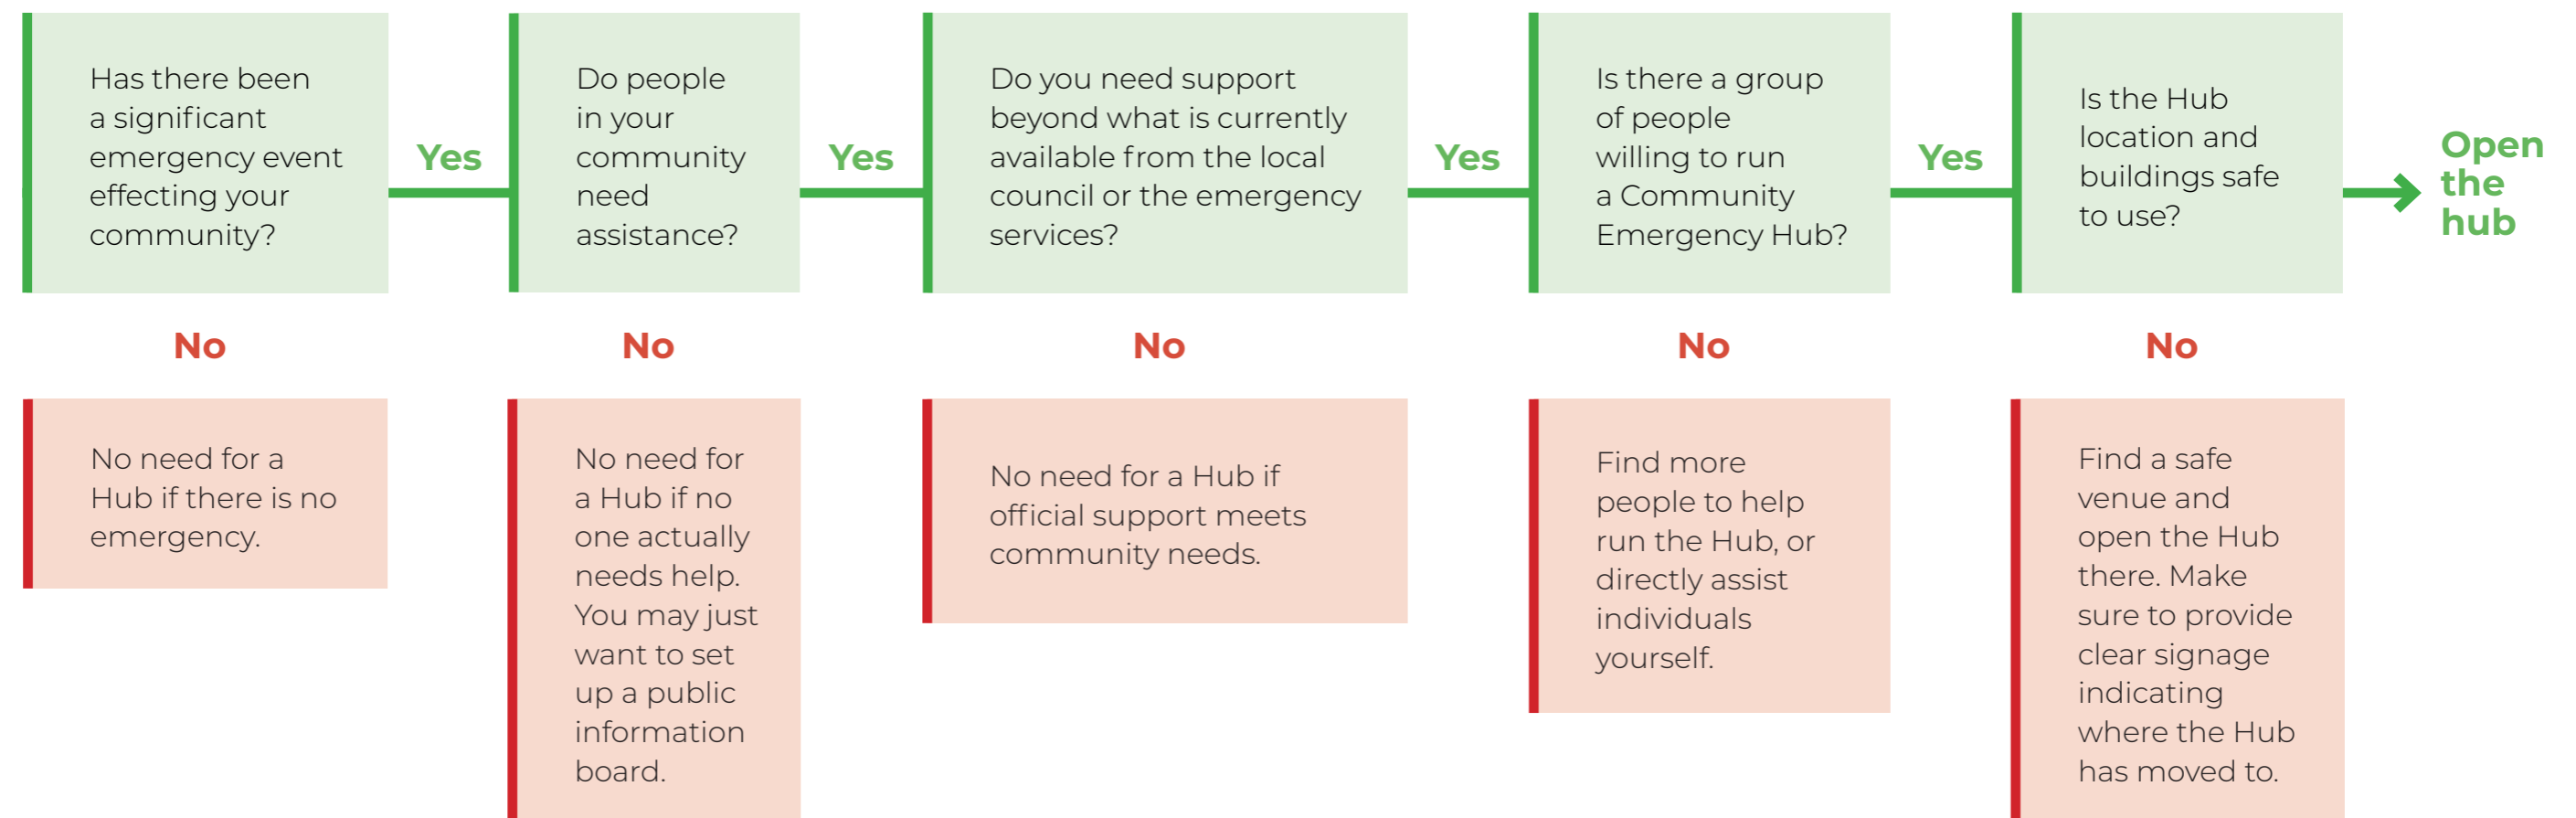 Has there been
a significant
emergency event
effecting your
community?
Yes
Do people
in your
community
need
assistance?
Yes
Do you need support
beyond what is currently
available from the local
council or the emergency
services?
Yes
Is there a group
of people
willing to run
a Community
Emergency Hub?
Yes
Is the Hub
location and
buildings safe
to use?
Open
the
hub
No
No
No
No
No
No need for a
Hub if there is no
emergency.
No need for
a Hub if no
one actually
needs help.
You may just
want to set
up a public
information
board.
No need for a Hub if
official support meets
community needs.
Find more
people to help
run the Hub, or
directly assist
individuals
yourself.
Find a safe
venue and
open the Hub
there. Make
sure to provide
clear signage
indicating
where the Hub
has moved to.